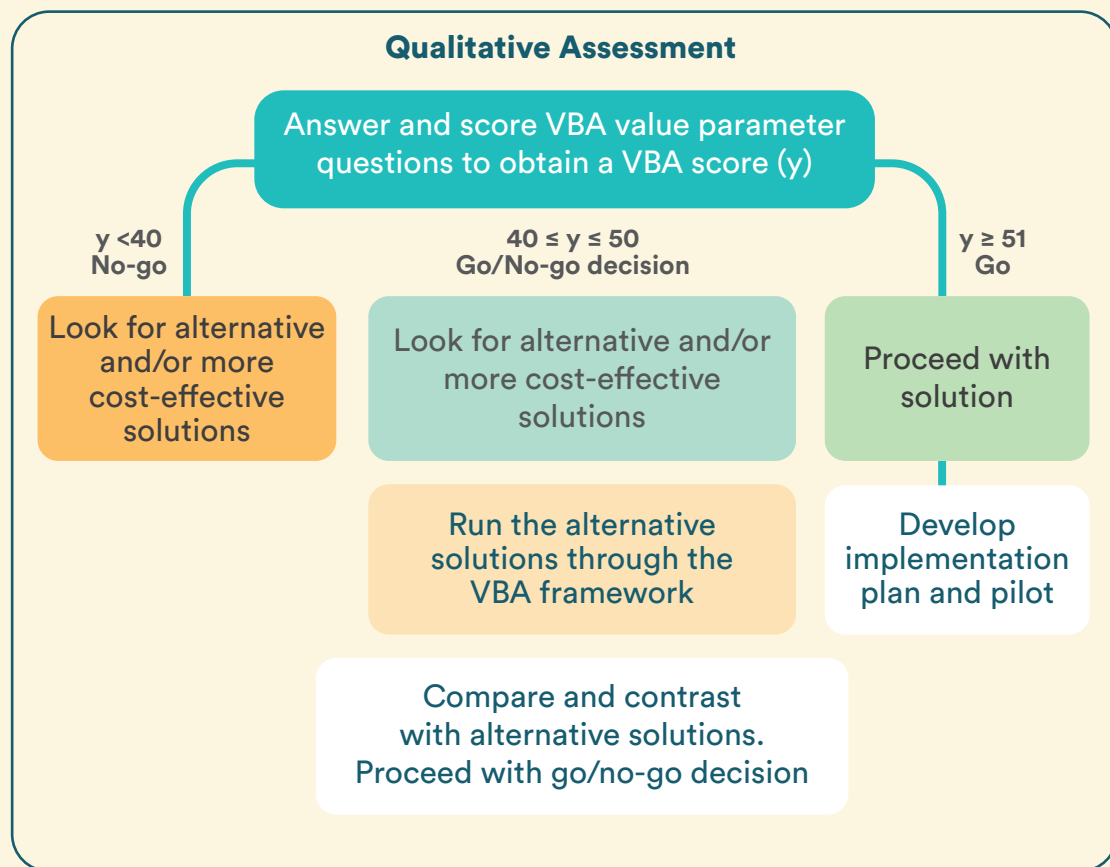 Qualitative Assessment
Answer and score VBA value parameter
questions to obtain a VBA score (y)
y <40
No-go
40 ≤ y ≤ 50
Go/No-go decision
y ≥ 51
Go
Look for alternative
and/or more
cost-effective
solutions
Look for alternative and/or
more cost-effective
solutions
Proceed with
solution
Run the alternative
solutions through the
VBA framework
Develop
implementation
plan and pilot
Compare and contrast
with alternative solutions.
Proceed with go/no-go decision